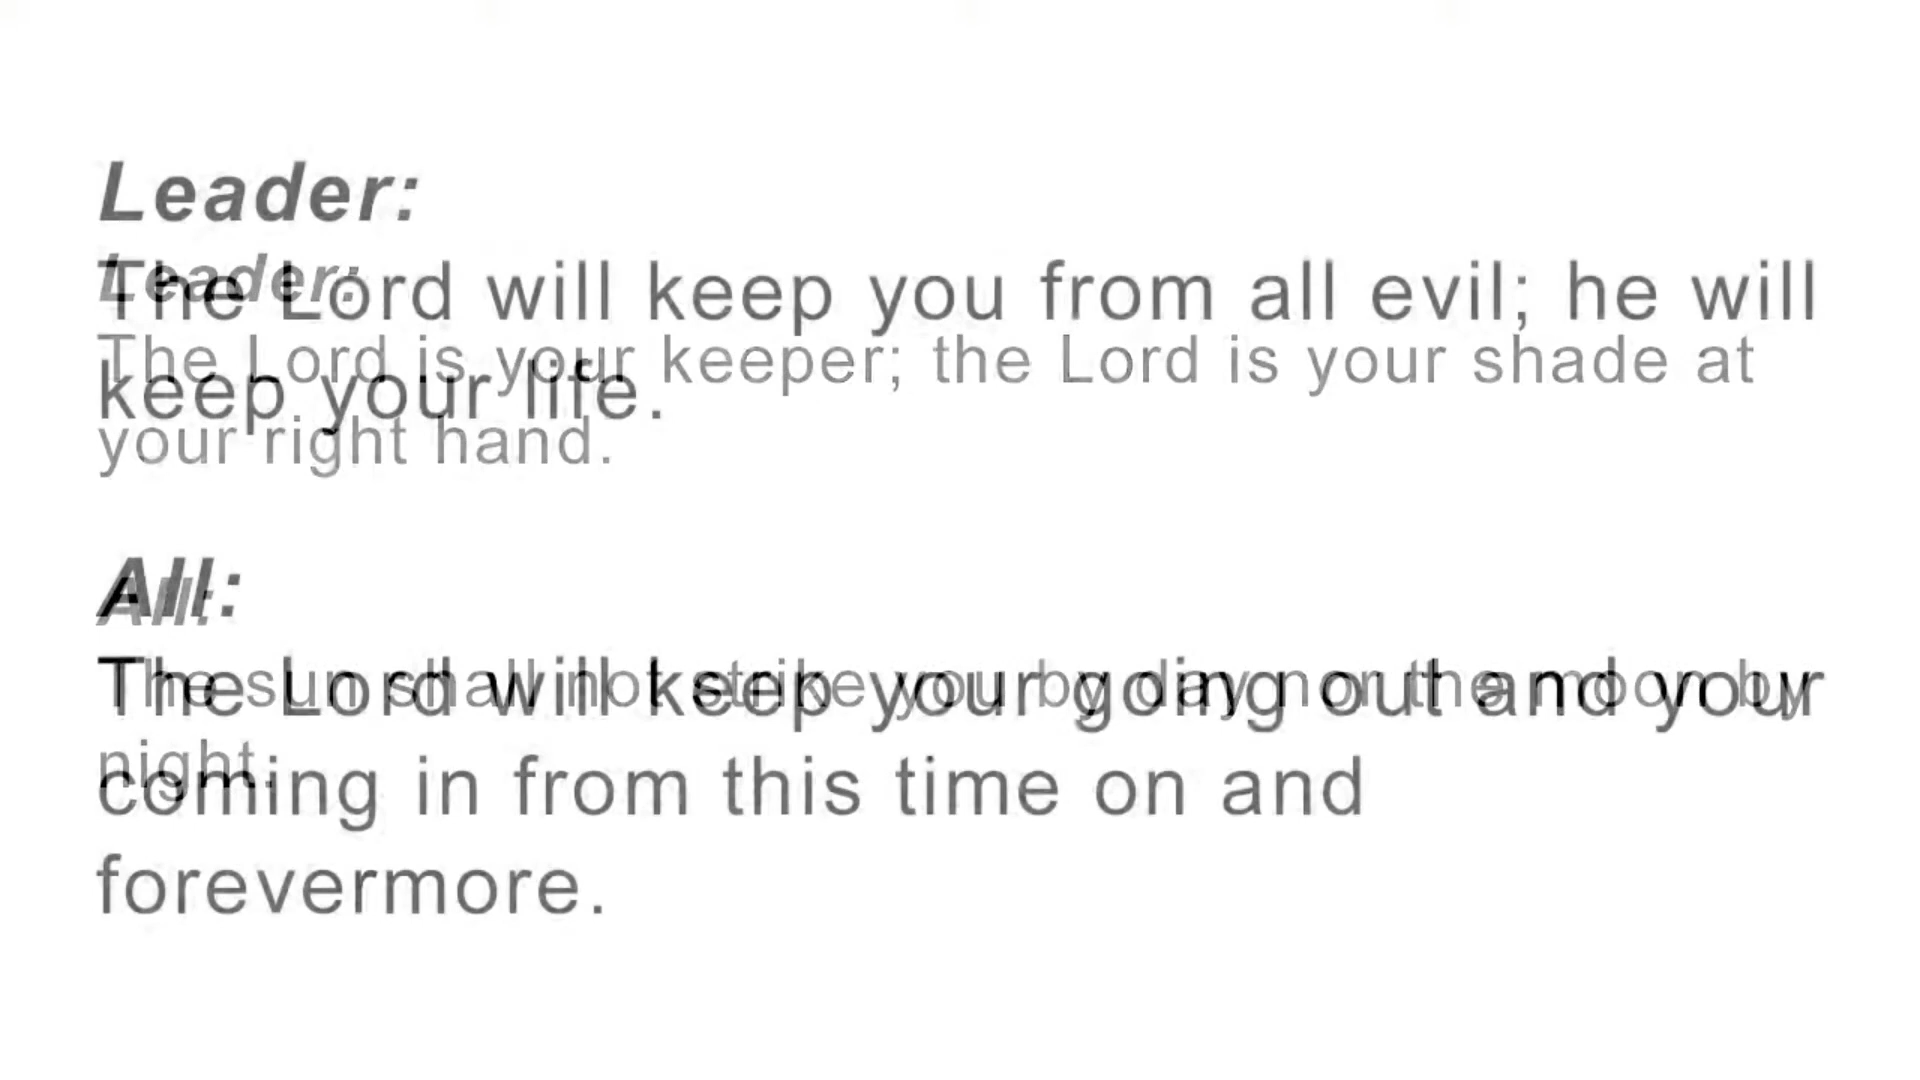 Leader:
The Lord will keep you from all evil; he will
keep your life.
All:
The Lord will keep your going out and your
coming in from this time on and
forevermore.
Leader:
The Lord is your keeper; the Lord is your shade at
your right hand.
All:
The sun shall not strike you by day, nor the moon by
night.